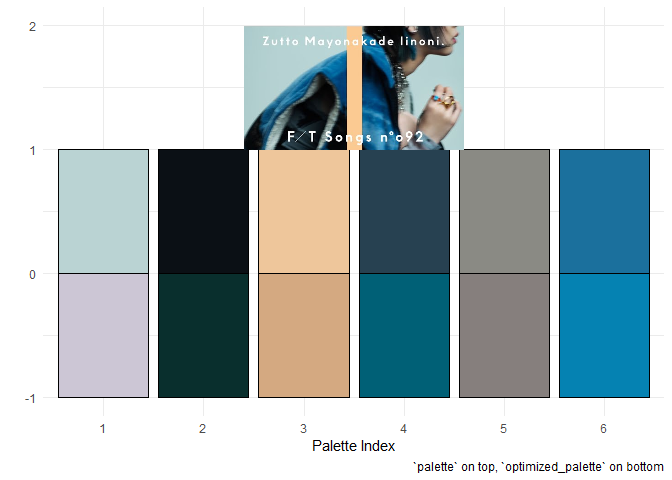 2
Zutto Mayonakade Iinoni.
F/T Songs n°092
1
0
-1
1 2 3 4 5 6
Palette Index
`palette` on top, `optimized_palette` on bottom